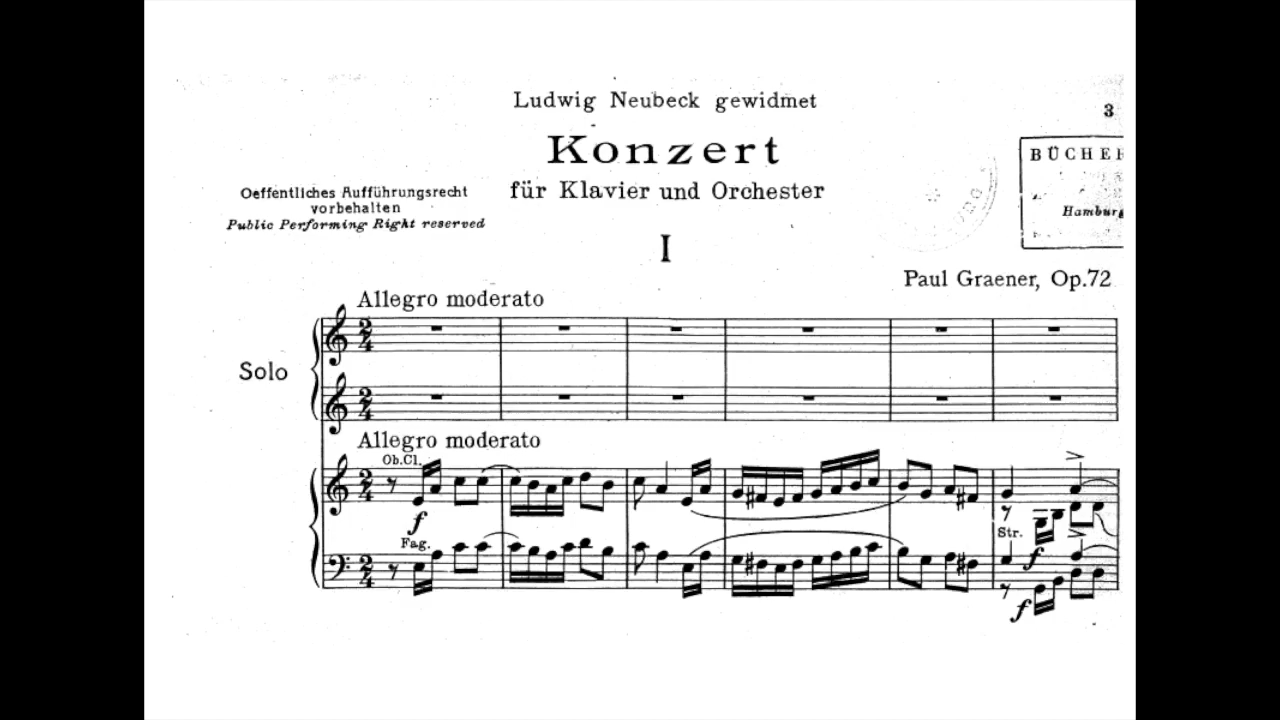 Ludwig Neubeck gewidmet
3
Konzert
für Klavier und Orchester
Oeffentliches Aufführungsrecht
vorbehalten
Public Performing Right reserved
BÜCHER
Hamburg
I
Paul Graener, Op.72
Allegro moderato
Solo
Allegro moderato
Ob.Cl.
f
Fag.
Str.
f
f